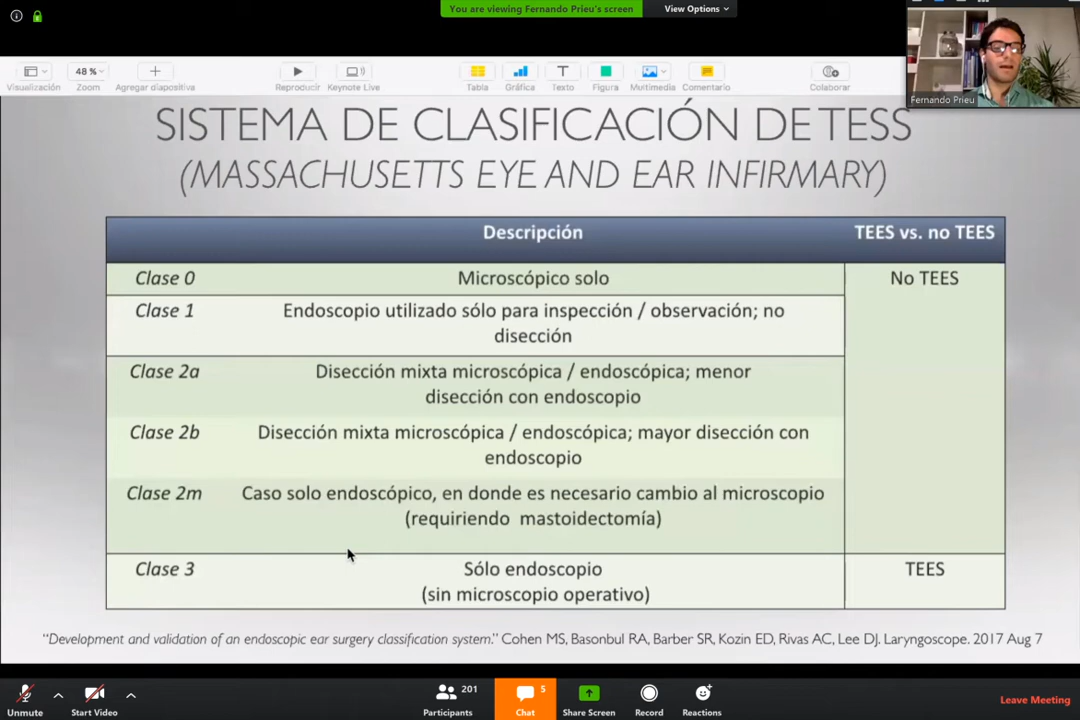 You are viewing Fernando Prieu's screen
View Options
Fernando Prieu
48 %
Visualización
Zoom
Agregar diapositiva
Reproducir
Keynote Live
Tabla
Gráfica
Texto
Figura
Multimedia
Comentario
Colaborar
SISTEMA DE CLASIFICACIÓN DE TESS
(MASSACHUSETTS EYE AND EAR INFIRMARY)
Descripción
TEES vs. no TEES
Clase 0
Microscópico solo
No TEES
Clase 1
Endoscopio utilizado sólo para inspección / observación; no
disección
Clase 2a
Disección mixta microscópica / endoscópica; menor
disección con endoscopio
Clase 2b
Disección mixta microscópica / endoscópica; mayor disección con
endoscopio
Clase 2m
Caso solo endoscópico, en donde es necesario cambio al microscopio
(requiriendo mastoidectomía)
Clase 3
Sólo endoscopio
(sin microscopio operativo)
TEES
"Development and validation of an endoscopic ear surgery classification system." Cohen MS, Basonbul RA, Barber SR, Kozin ED, Rivas AC, Lee DJ. Laryngoscope. 2017 Aug 7
Unmute
Start Video
201
Participants
5
Chat
Share Screen
Record
Reactions
Leave Meeting